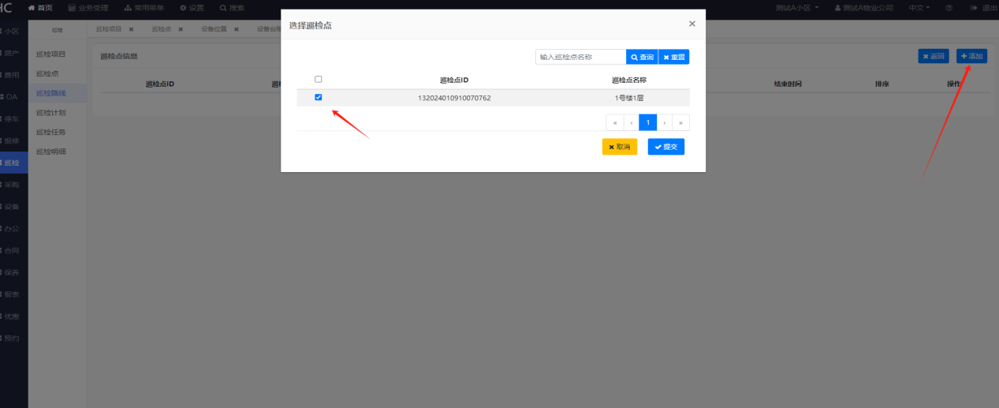 HC 首页 业务受理 常用菜单 设置 搜索 测试A小区 测试A物业公司 中文 退出
选择巡检点
小区
巡检
巡检项目 巡检点 设备位置 设备台账
房产
巡检项目
巡检点信息
输入巡检点名称 查询 重置
返回 添加
费用
巡检点
巡检点ID 巡检点名称
巡检点ID 巡检 结束时间 排序 操作
OA
巡检路线
132024010910070762 1号楼1层
停车
巡检计划
« ‹ 1 › »
报修
巡检任务
取消 提交
巡检
巡检明细
采购
设备
办公
合同
保养
报表
优惠
预约